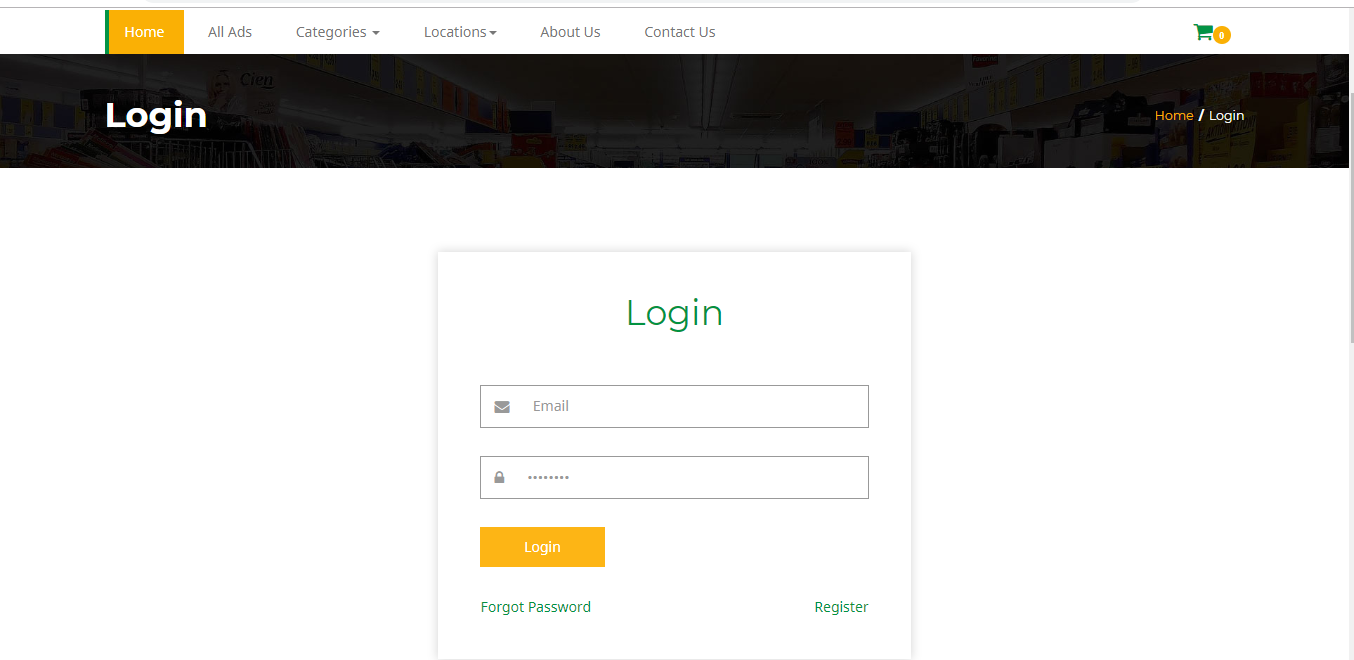 Home All Ads Categories Locations About Us Contact Us 0
Cien
Login
Home / Login
Login
Email
••••••••
Login
Forgot Password Register